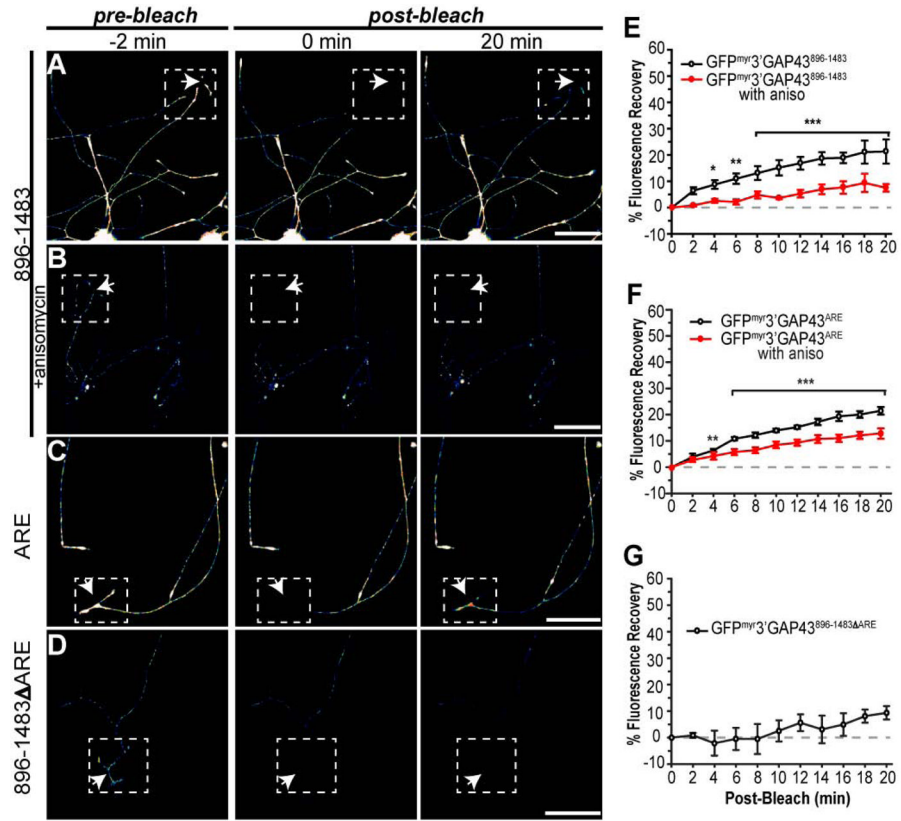 pre-bleach post-bleach
-2 min 0 min 20 min
896-1483
+anisomycin
ARE
896-1483ΔARE
A
B
C
D
E
% Fluorescence Recovery
60
50
40
30
20
10
0
-10
GFPmyr3'GAP43896-1483
GFPmyr3'GAP43896-1483
with aniso
* ** ***
0 2 4 6 8 10 12 14 16 18 20
F
% Fluorescence Recovery
60
50
40
30
20
10
0
-10
GFPmyr3'GAP43ARE
GFPmyr3'GAP43ARE
with aniso
** ***
0 2 4 6 8 10 12 14 16 18 20
G
% Fluorescence Recovery
60
50
40
30
20
10
0
-10
GFPmyr3'GAP43896-1483ΔARE
0 2 4 6 8 10 12 14 16 18 20
Post-Bleach (min)